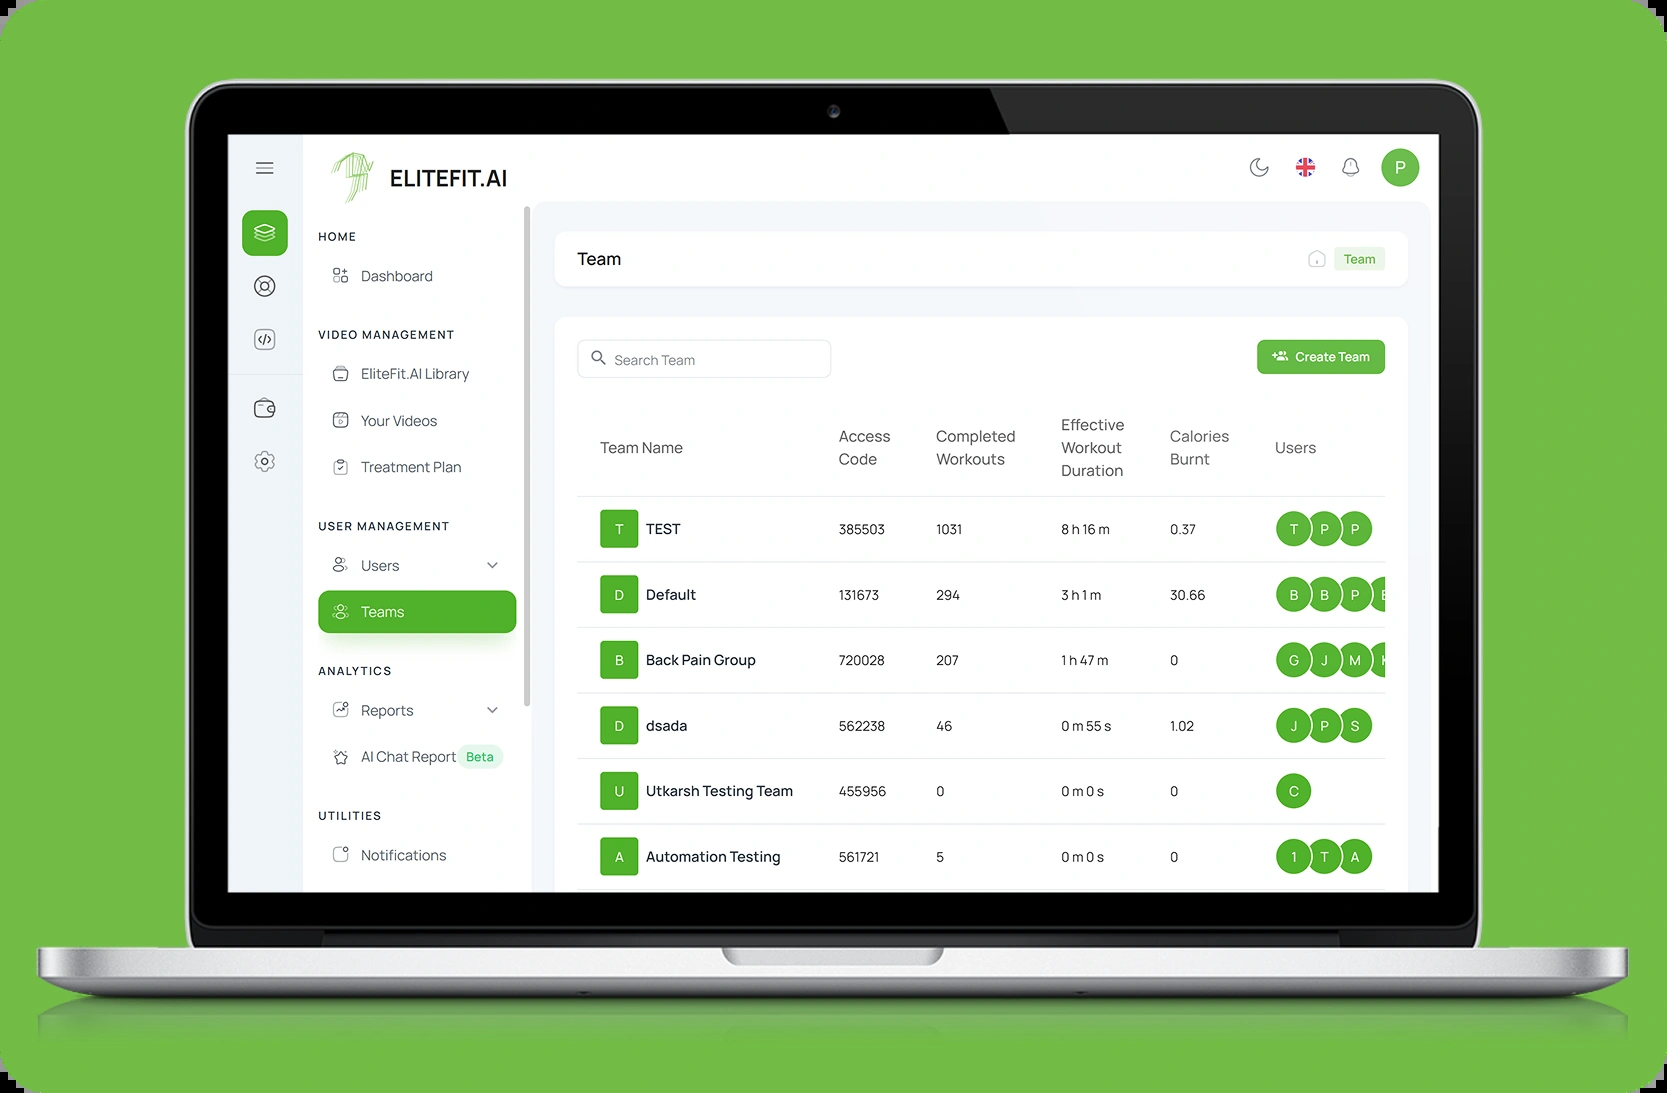 ELITEFIT.AI
P
HOME
Dashboard
VIDEO MANAGEMENT
EliteFit.AI Library
Your Videos
Treatment Plan
USER MANAGEMENT
Users
Teams
ANALYTICS
Reports
AI Chat Report Beta
UTILITIES
Notifications
Team
Team
Search Team
Create Team
Team Name
Access
Code
Completed
Workouts
Effective
Workout
Duration
Calories
Burnt
Users
T TEST 385503 1031 8 h 16 m 0.37 T P P
D Default 131673 294 3 h 1 m 30.66 B B P
B Back Pain Group 720028 207 1 h 47 m 0 G J M
D dsada 562238 46 0 m 55 s 1.02 J P S
U Utkarsh Testing Team 455956 0 0 m 0 s 0 C
A Automation Testing 561721 5 0 m 0 s 0 1 T A